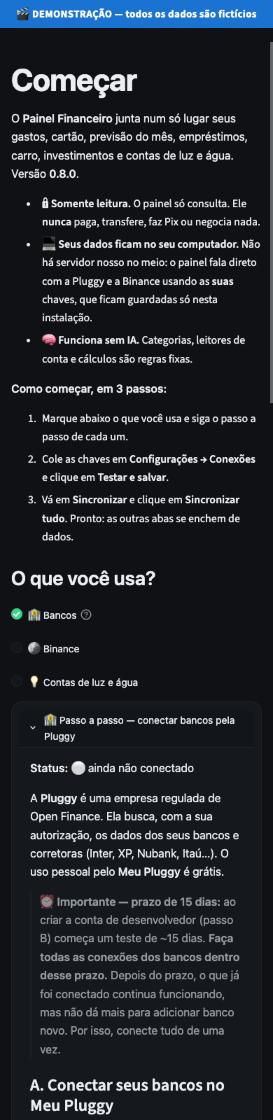 🎬 DEMONSTRAÇÃO — todos os dados são fictícios
Começar
O Painel Financeiro junta num só lugar seus
gastos, cartão, previsão do mês, empréstimos,
carro, investimentos e contas de luz e água.
Versão 0.8.0.
• 🔒 Somente leitura. O painel só consulta. Ele
nunca paga, transfere, faz Pix ou negocia nada.
• 💻 Seus dados ficam no seu computador. Não
há servidor nosso no meio: o painel fala direto
com a Pluggy e a Binance usando as suas
chaves, que ficam guardadas só nesta
instalação.
• 🧠 Funciona sem IA. Categorias, leitores de
conta e cálculos são regras fixas.
Como começar, em 3 passos:
1. Marque abaixo o que você usa e siga o passo a
passo de cada um.
2. Cole as chaves em Configurações → Conexões
e clique em Testar e salvar.
3. Vá em Sincronizar e clique em Sincronizar
tudo. Pronto: as outras abas se enchem de
dados.
O que você usa?
🏦 Bancos
🪙 Binance
💡 Contas de luz e água
🏦 Passo a passo — conectar bancos pela
Pluggy
Status: ⚪ ainda não conectado
A Pluggy é uma empresa regulada de
Open Finance. Ela busca, com a sua
autorização, os dados dos seus bancos e
corretoras (Inter, XP, Nubank, Itaú...). O
uso pessoal pelo Meu Pluggy é grátis.
⏰ Importante — prazo de 15 dias: ao
criar a conta de desenvolvedor (passo
B) começa um teste de ~15 dias. Faça
todas as conexões dos bancos dentro
desse prazo. Depois do prazo, o que já
foi conectado continua funcionando,
mas não dá mais para adicionar banco
novo. Por isso, conecte tudo de uma
vez.
A. Conectar seus bancos no
Meu Pluggy